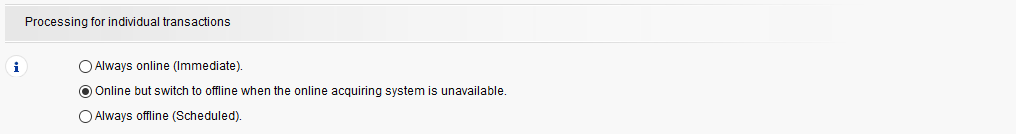 Processing for individual transactions
Always online (Immediate).
Online but switch to offline when the online acquiring system is unavailable.
Always offline (Scheduled).